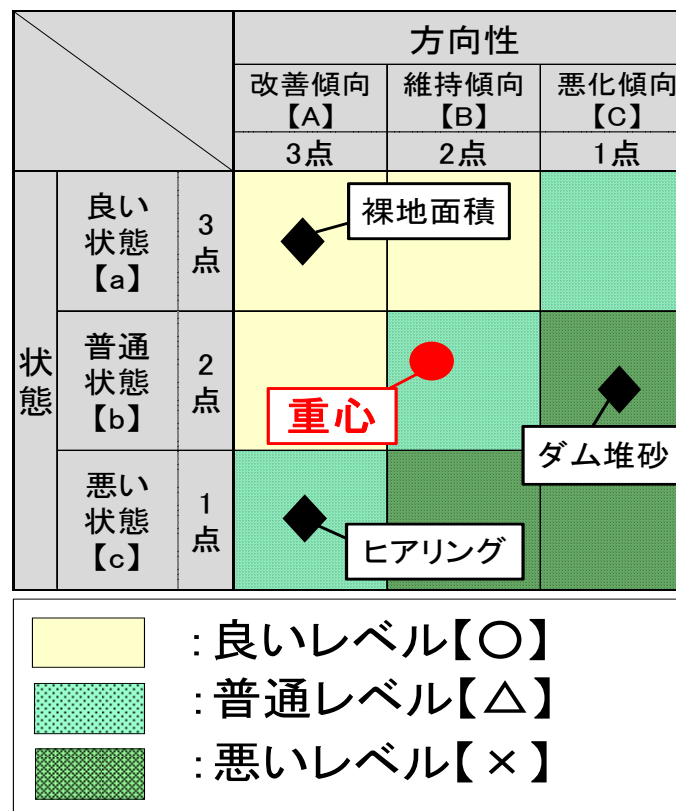 方向性
改善傾向
【A】
維持傾向
【B】
悪化傾向
【C】
3点
2点
1点
状態
良い
状態
【a】
3
点
裸地面積
普通
状態
【b】
2
点
重心
ダム堆砂
悪い
状態
【c】
1
点
ヒアリング
：良いレベル【○】
：普通レベル【△】
：悪いレベル【×】